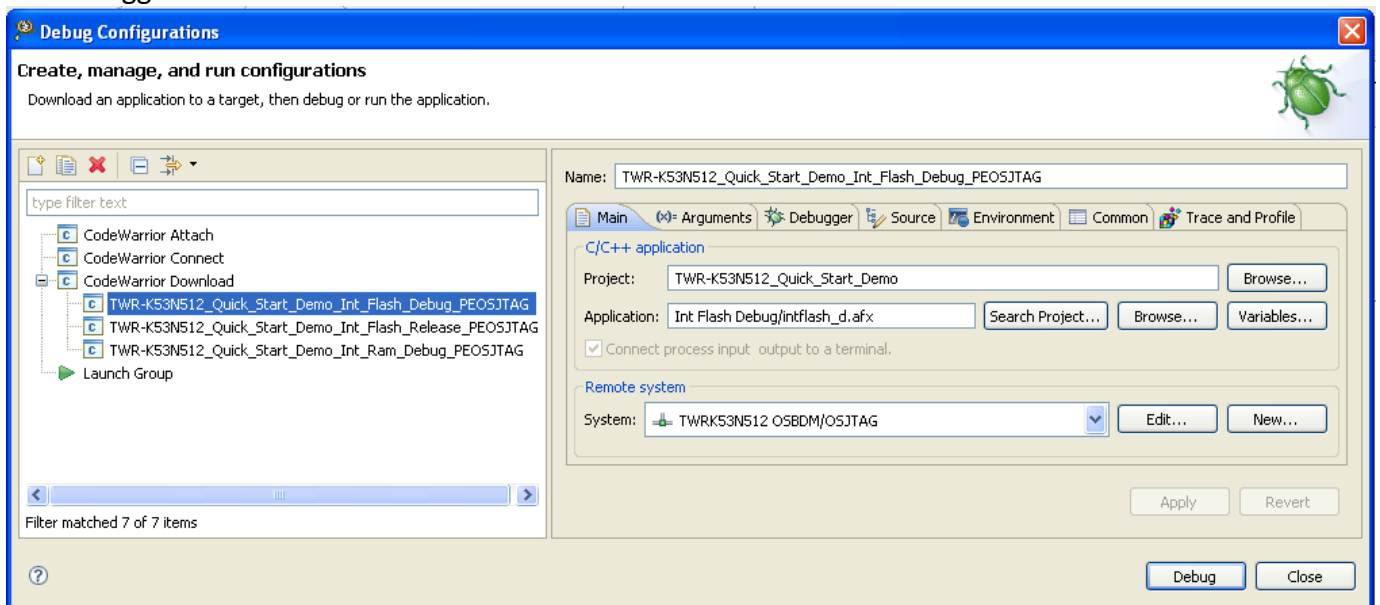 Debug Configurations
Create, manage, and run configurations
Download an application to a target, then debug or run the application.
type filter text
CodeWarrior Attach
CodeWarrior Connect
CodeWarrior Download
TWR-K53N512_Quick_Start_Demo_Int_Flash_Debug_PEOSJTAG
TWR-K53N512_Quick_Start_Demo_Int_Flash_Release_PEOSJTAG
TWR-K53N512_Quick_Start_Demo_Int_Ram_Debug_PEOSJTAG
Launch Group
Filter matched 7 of 7 items
Name: TWR-K53N512_Quick_Start_Demo_Int_Flash_Debug_PEOSJTAG
Main (x)= Arguments Debugger Source Environment Common Trace and Profile
C/C++ application
Project: TWR-K53N512_Quick_Start_Demo Browse...
Application: Int Flash Debug/intflash_d.afx Search Project... Browse... Variables...
Connect process input output to a terminal.
Remote system
System: TWRK53N512 OSBDM/OSJTAG Edit... New...
Apply Revert
Debug Close